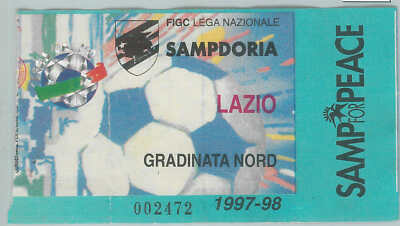 FIGC LEGA NAZIONALE
SAMPDORIA
LAZIO
GRADINATA NORD
002472 1997-98
SAMP FOR PEACE